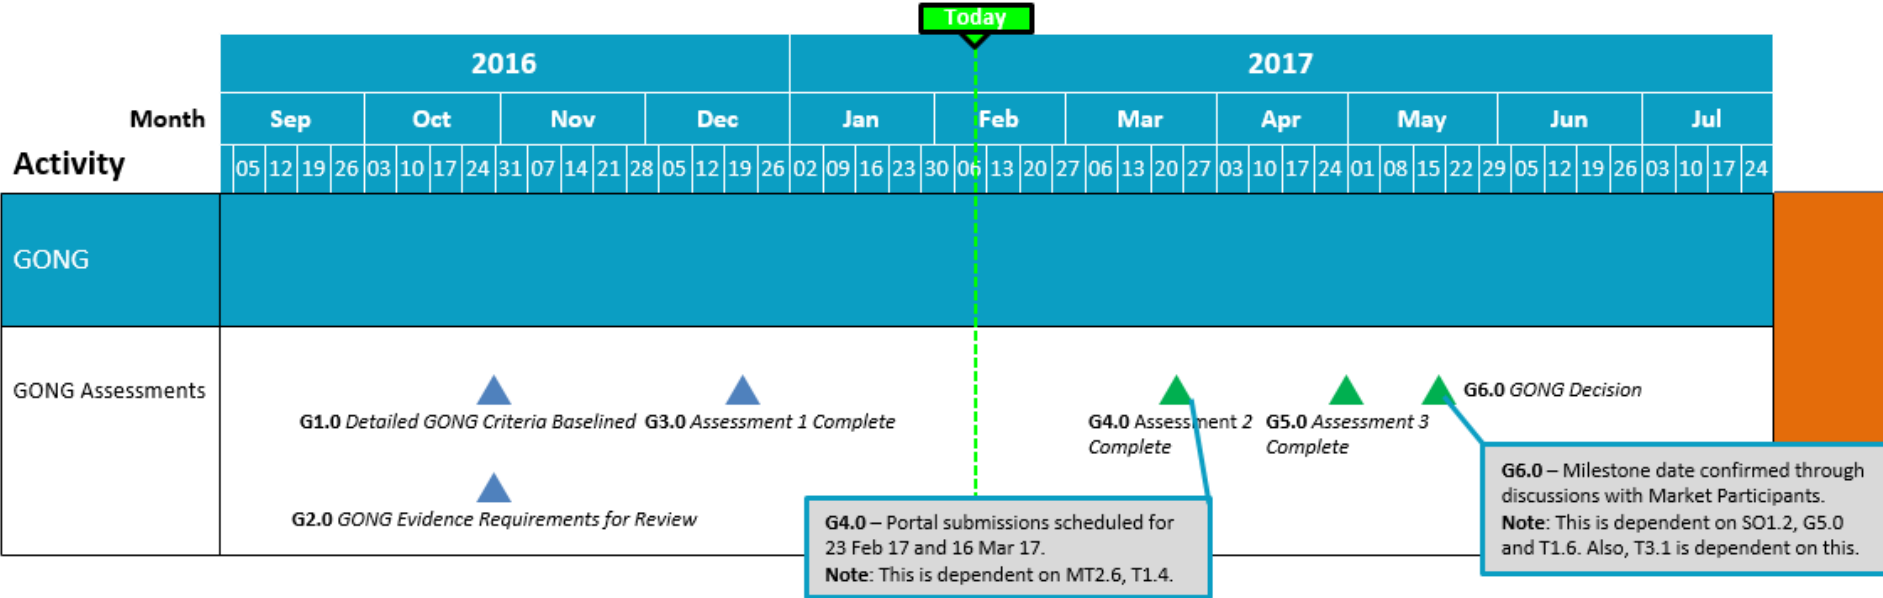 Today
2016 2017
Month Sep Oct Nov Dec Jan Feb Mar Apr May Jun Jul
Activity 05 12 19 26 03 10 17 24 31 07 14 21 28 05 12 19 26 02 09 16 23 30 06 13 20 27 06 13 20 27 03 10 17 24 01 08 15 22 29 05 12 19 26 03 10 17 24
GONG
GONG Assessments
G1.0 Detailed GONG Criteria Baselined
G3.0 Assessment 1 Complete
G4.0 Assessment 2
Complete
G5.0 Assessment 3
Complete
G6.0 GONG Decision
G2.0 GONG Evidence Requirements for Review
G4.0 – Portal submissions scheduled for
23 Feb 17 and 16 Mar 17.
Note: This is dependent on MT2.6, T1.4.
G6.0 – Milestone date confirmed through
discussions with Market Participants.
Note: This is dependent on SO1.2, G5.0
and T1.6. Also, T3.1 is dependent on this.